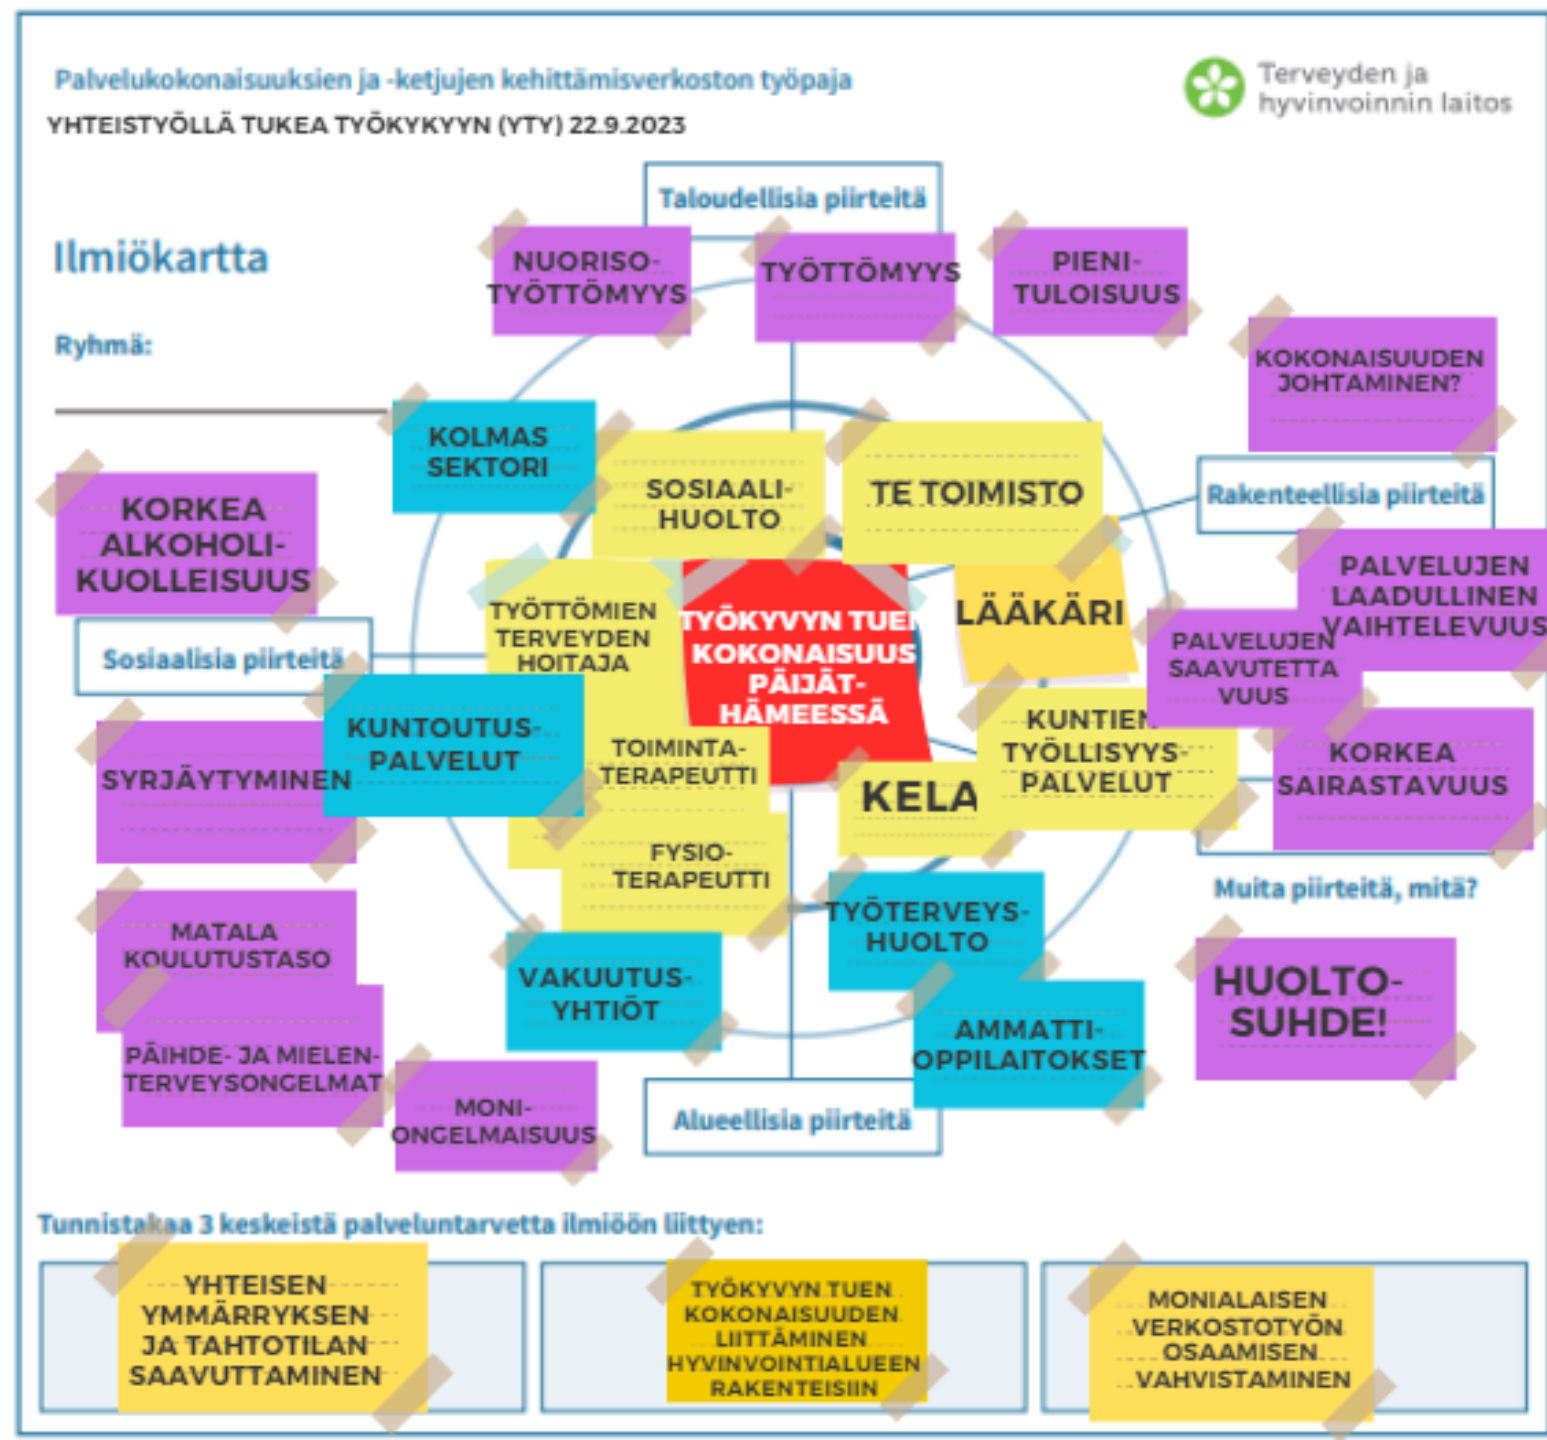 Palvelukokonaisuuksien ja -ketjujen kehittämisverkoston työpaja
YHTEISTYÖLLÄ TUKEA TYÖKYKYYN (YTY) 22.9.2023
Terveyden ja
hyvinvoinnin laitos
Ilmiökartta
Ryhmä:
Taloudellisia piirteitä
NUORISO-
TYÖTTÖMYYS
TYÖTTÖMYYS
PIENI-
TULOISUUS
KOKONAISUUDEN
JOHTAMINEN?
KOLMAS
SEKTORI
SOSIAALI-
HUOLTO
TE TOIMISTO
Rakenteellisia piirteitä
KORKEA
ALKOHOLI-
KUOLLEISUUS
PALVELUJEN
LAADULLINEN
VAIHTELEVUUS
TYÖTTÖMIEN
TERVEYDEN
HOITAJA
TYÖKYVYN TUEN
KOKONAISUUS
PÄIJÄT-
HÄMEESSÄ
LÄÄKÄRI
PALVELUJEN
SAAVUTETTA
VUUS
Sosiaalisia piirteitä
KUNTOUTUS-
PALVELUT
KUNTIEN
TYÖLLISYYS-
PALVELUT
KORKEA
SAIRASTAVUUS
SYRJÄYTYMINEN
TOIMINTA-
TERAPEUTTI
KELA
FYSIO-
TERAPEUTTI
Muita piirteitä, mitä?
MATALA
KOULUTUSTASO
TYÖTERVEYS-
HUOLTO
VAKUUTUS-
YHTIÖT
HUOLTO-
SUHDE!
PÄIHDE- JA MIELEN-
TERVEYSONGELMAT
AMMATTI-
OPPILAITOKSET
MONI-
ONGELMAISUUS
Alueellisia piirteitä
Tunnistakaa 3 keskeistä palveluntarvetta ilmiöön liittyen:
YHTEISEN
YMMÄRRYKSEN
JA TAHTOTILAN
SAAVUTTAMINEN
TYÖKYVYN TUEN
KOKONAISUUDEN
LIITTÄMINEN
HYVINVOINTIALUEEN
RAKENTEISIIN
MONIALAISEN
VERKOSTOTYÖN
OSAAMISEN
VAHVISTAMINEN